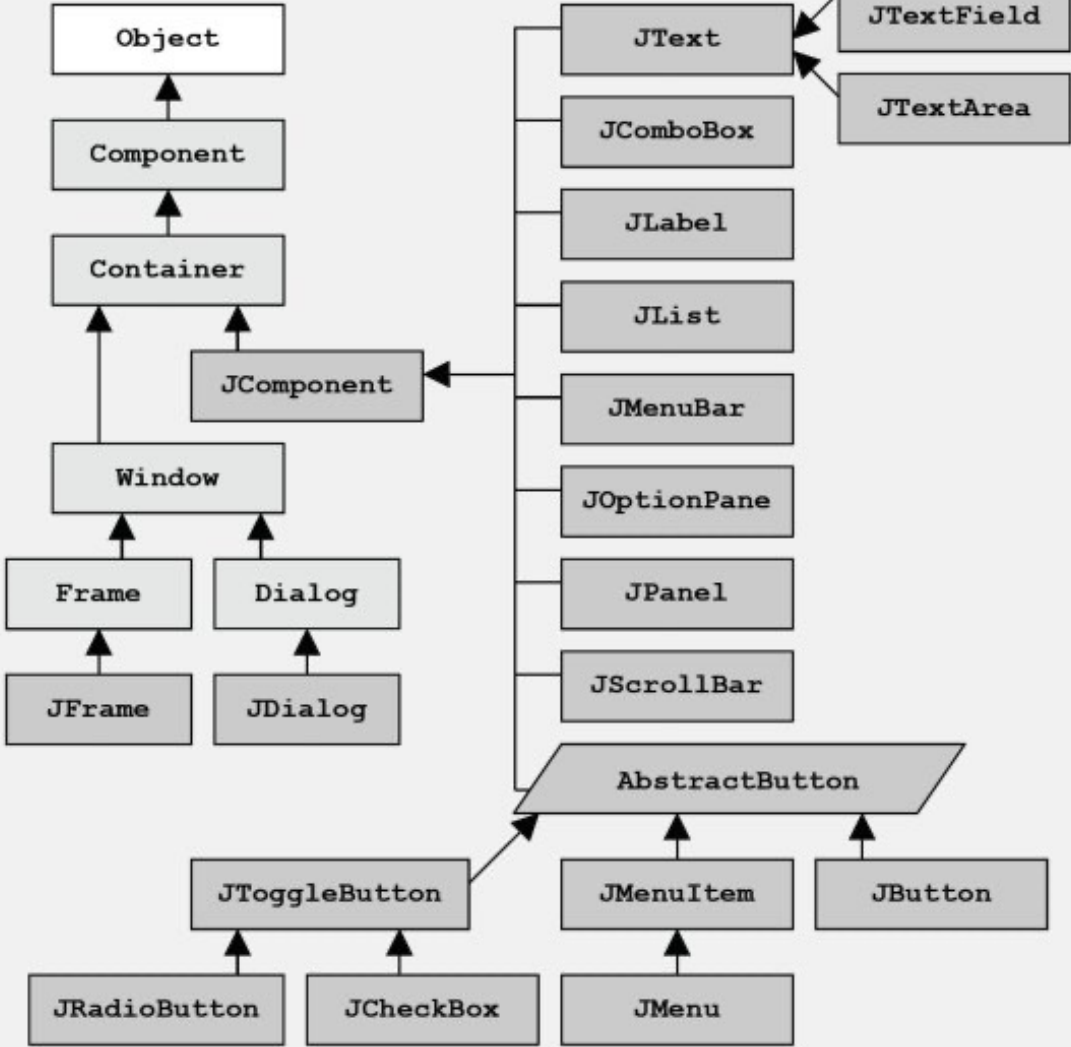 Object
JText
JTextField
JTextArea
Component
JComboBox
JLabel
Container
JList
JComponent
JMenuBar
Window
JOptionPane
Frame
Dialog
JPanel
JFrame
JDialog
JScrollBar
AbstractButton
JToggleButton
JMenuItem
JButton
JRadioButton
JCheckBox
JMenu